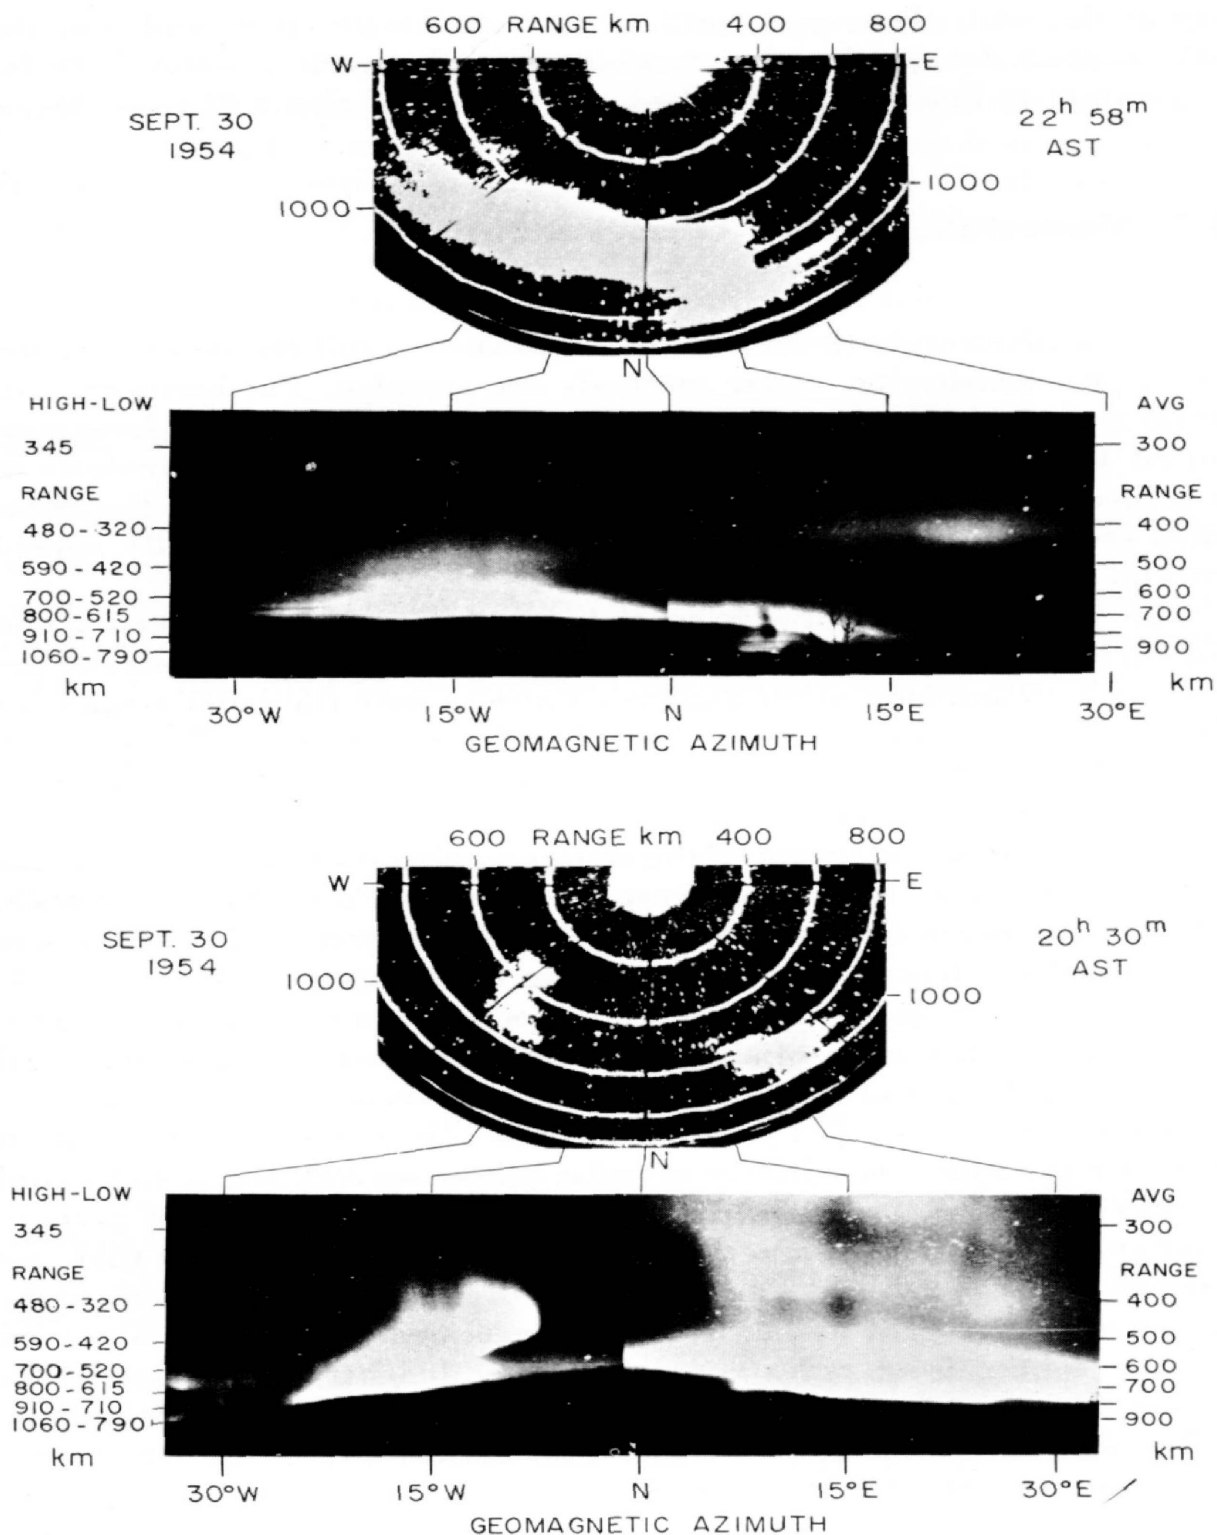 600 RANGE km 400 800
W E
SEPT. 30
1954
22h 58m
AST
1000 1000
N
HIGH-LOW AVG
345 300
RANGE RANGE
480-320 400
590-420 500
700-520 600
800-615 700
910-710
1060-790 900
km km
30°W 15°W N 15°E 30°E
GEOMAGNETIC AZIMUTH
600 RANGE km 400 800
W E
SEPT. 30
1954
20h 30m
AST
1000 1000
N
HIGH-LOW AVG
345 300
RANGE RANGE
480-320 400
590-420 500
700-520 600
800-615 700
910-710
1060-790 900
km km
30°W 15°W N 15°E
GEOMAGNETIC AZIMUTH